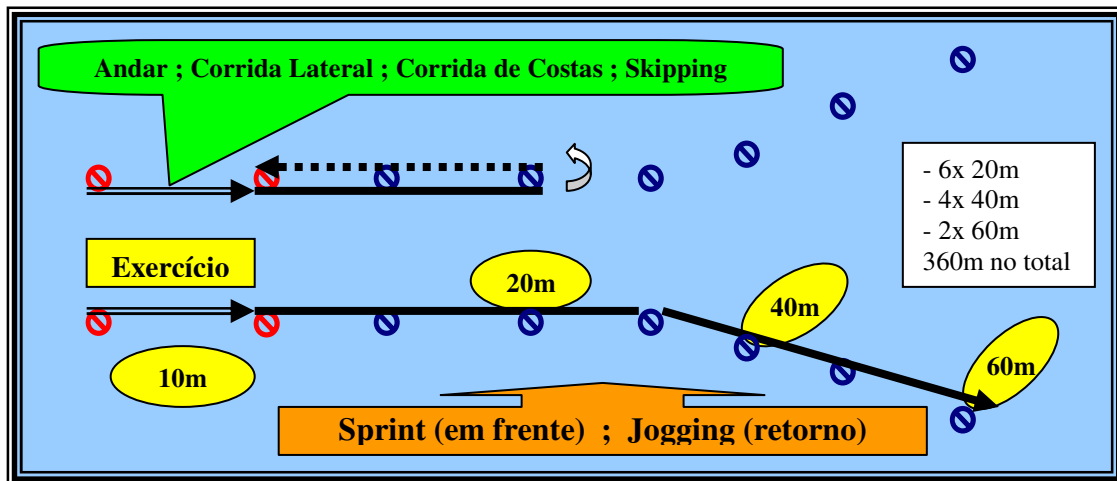 Andar ; Corrida Lateral ; Corrida de Costas ; Skipping
- 6x 20m
- 4x 40m
- 2x 60m
360m no total
Exercício
20m
40m
60m
10m
Sprint (em frente) ; Jogging (retorno)